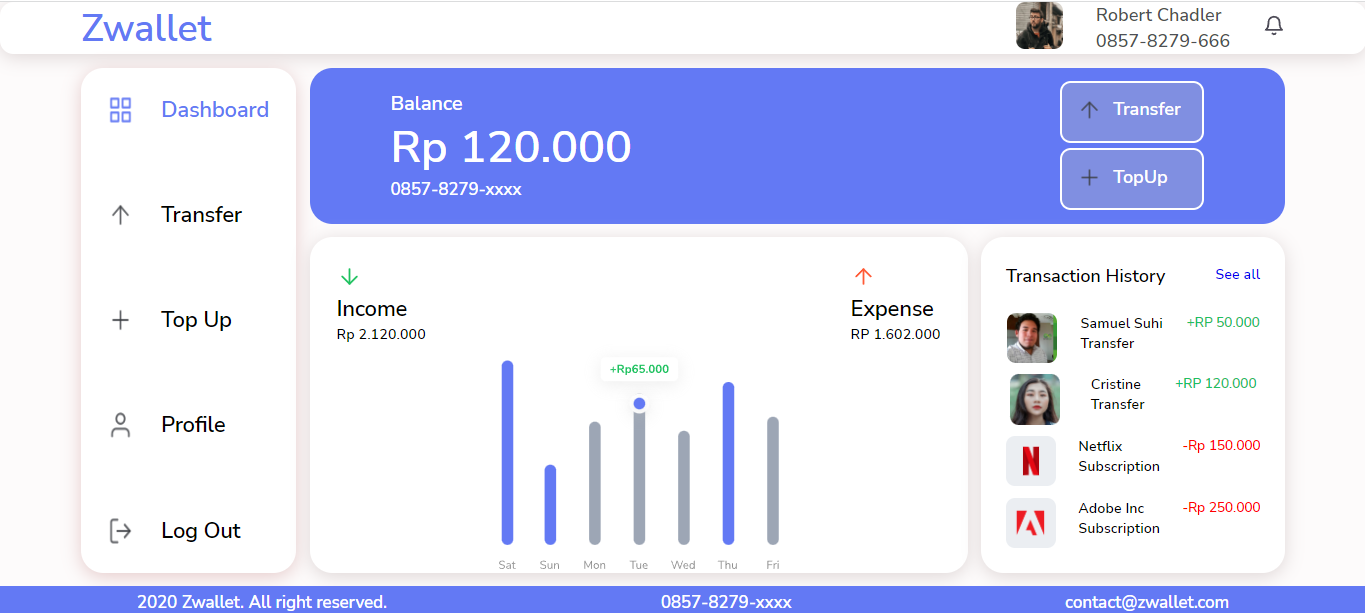 Zwallet
Robert Chadler
0857-8279-666
Dashboard
Transfer
Top Up
Profile
Log Out
Balance
Rp 120.000
0857-8279-xxxx
Transfer
TopUp
Income
Rp 2.120.000
Expense
RP 1.602.000
+Rp65.000
Sat Sun Mon Tue Wed Thu Fri
Transaction History See all
Samuel Suhi +RP 50.000
Transfer
Cristine +RP 120.000
Transfer
Netflix -Rp 150.000
Subscription
Adobe Inc -Rp 250.000
Subscription
2020 Zwallet. All right reserved. 0857-8279-xxxx contact@zwallet.com